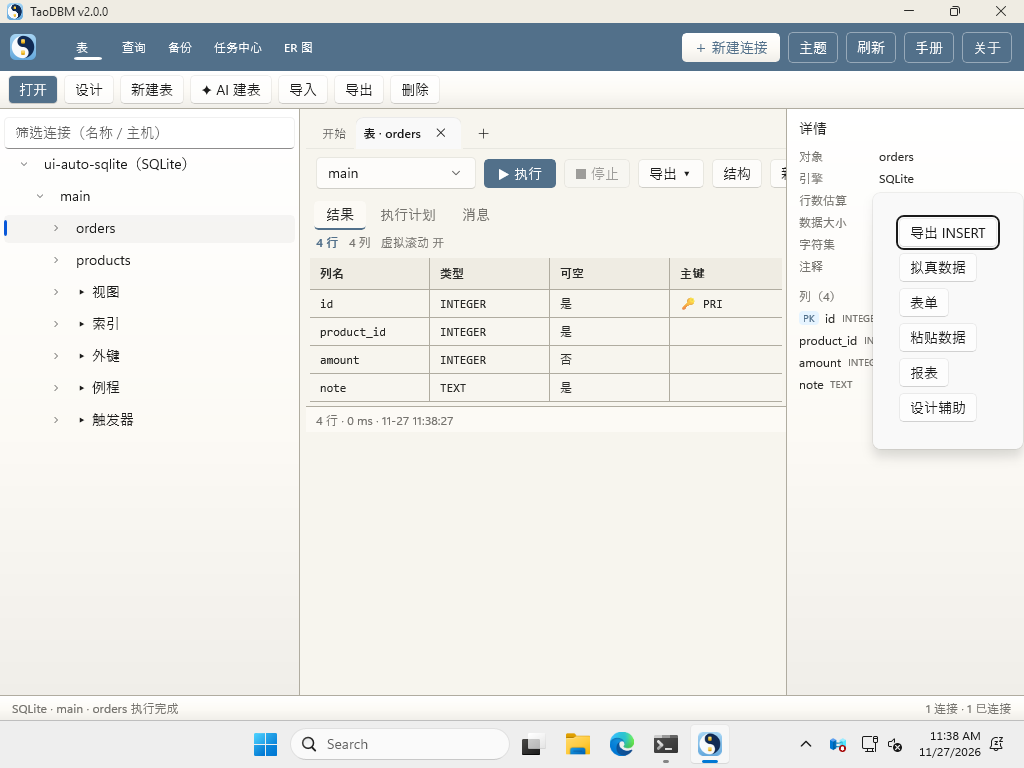 TaoDBM v2.0.0
表 查询 备份 任务中心 ER 图 + 新建连接 主题 刷新 手册 关于
打开 设计 新建表 ✦ AI 建表 导入 导出 删除
筛选连接（名称 / 主机）
ui-auto-sqlite（SQLite）
main
orders
products
视图
索引
外键
例程
触发器
开始 表 · orders
main 执行 停止 导出 结构
结果 执行计划 消息
4 行 4 列 虚拟滚动 开
列名 类型 可空 主键
id INTEGER 是 🔑 PRI
product_id INTEGER 是
amount INTEGER 否
note TEXT 是
4 行 · 0 ms · 11-27 11:38:27
详情
对象 orders
引擎 SQLite
行数估算
数据大小
字符集
注释
列（4）
PK id
product_id
amount
note TEXT
导出 INSERT
拟真数据
表单
粘贴数据
报表
设计辅助
SQLite · main · orders 执行完成 1 连接 · 1 已连接
Search
11:38 AM
11/27/2026